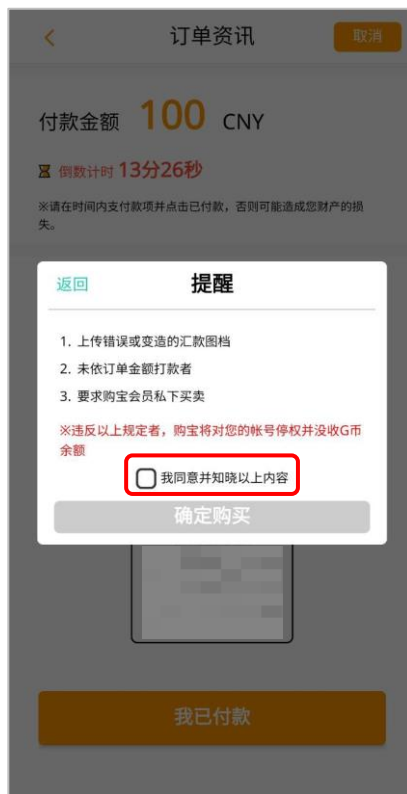 订单资讯
取消
付款金额 100 CNY
倒数计时 13分26秒
※请在时间内支付款项并点击已付款，否则可能造成您财产的损
失。
返回
提醒
1. 上传错误或变造的汇款图档
2. 未依订单金额打款者
3. 要求购宝会员私下买卖
※违反以上规定者，购宝将对您的帐号停权并没收G币
余额
我同意并知晓以上内容
确定购买
我已付款